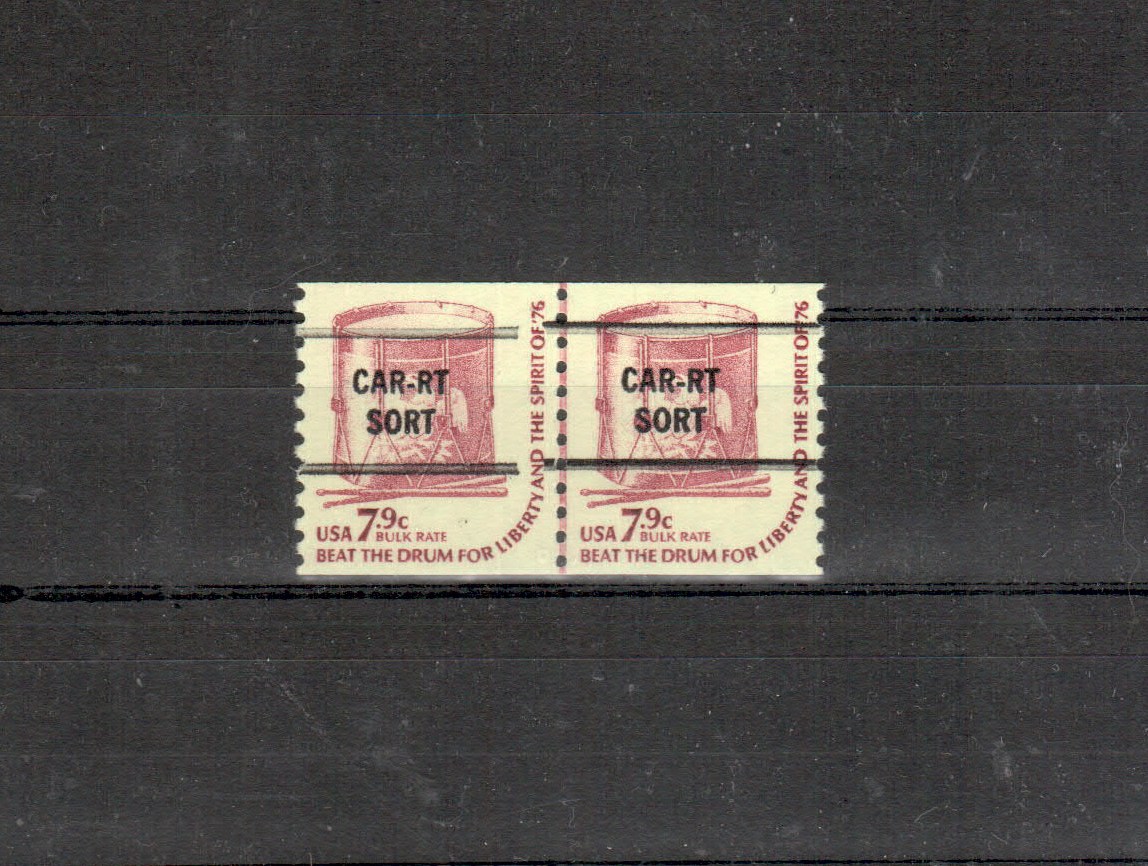 CAR-RT
SORT
USA 7.9c
BULK RATE
BEAT THE DRUM FOR LIBERTY AND THE SPIRIT OF '76
CAR-RT
SORT
USA 7.9c
BULK RATE
BEAT THE DRUM FOR LIBERTY AND THE SPIRIT OF '76